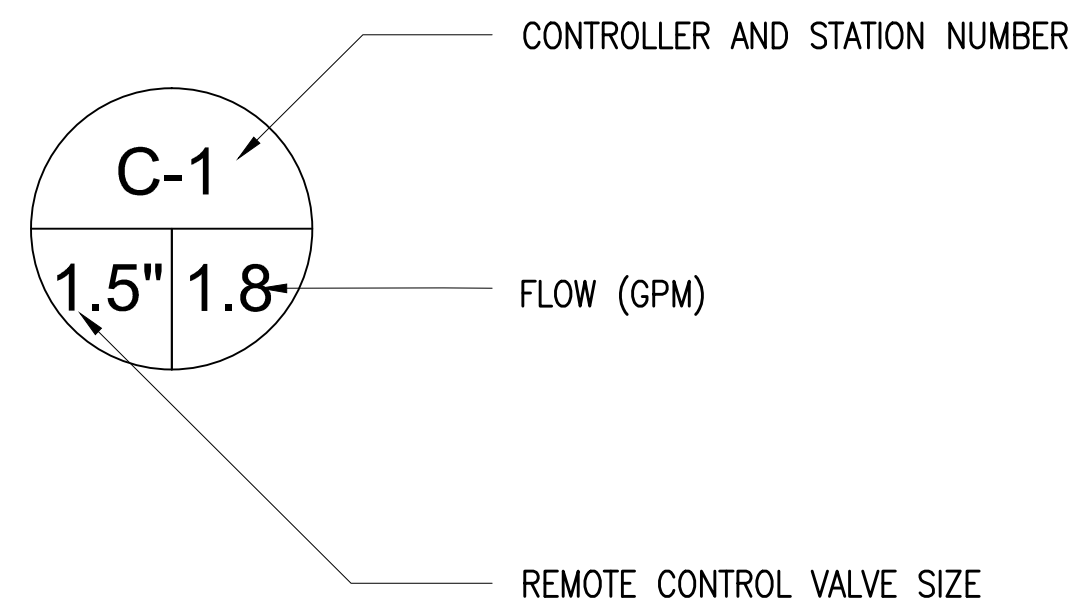 CONTROLLER AND STATION NUMBER
C-1
1.5" 1.8
FLOW (GPM)
REMOTE CONTROL VALVE SIZE